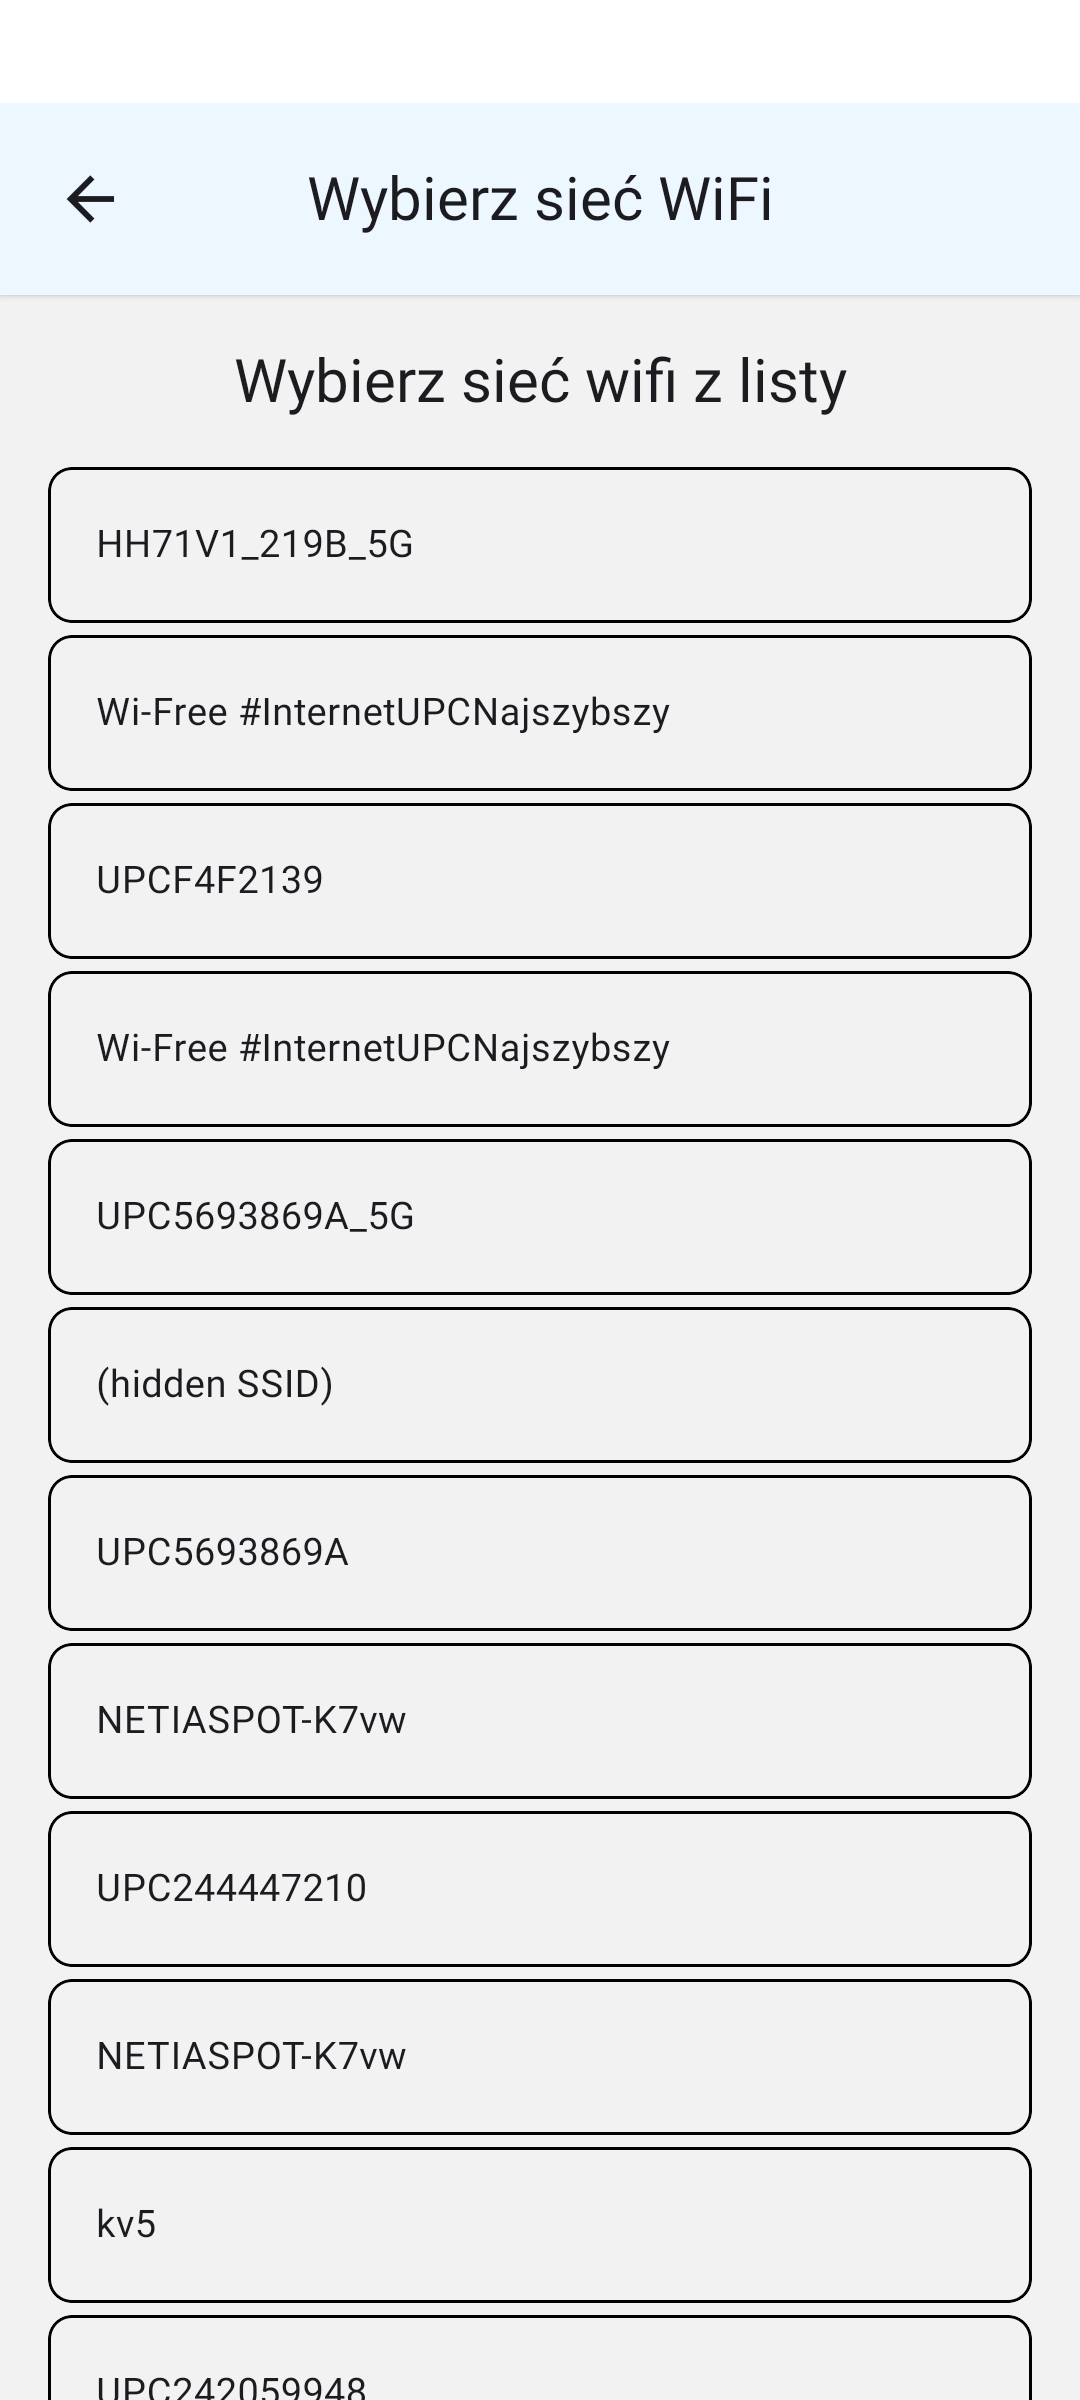 Wybierz sieć WiFi
Wybierz sieć wifi z listy
HH71V1_219B_5G
Wi-Free #InternetUPCNajszybszy
UPCF4F2139
Wi-Free #InternetUPCNajszybszy
UPC5693869A_5G
(hidden SSID)
UPC5693869A
NETIASPOT-K7vw
UPC244447210
NETIASPOT-K7vw
kv5
UPC242059948